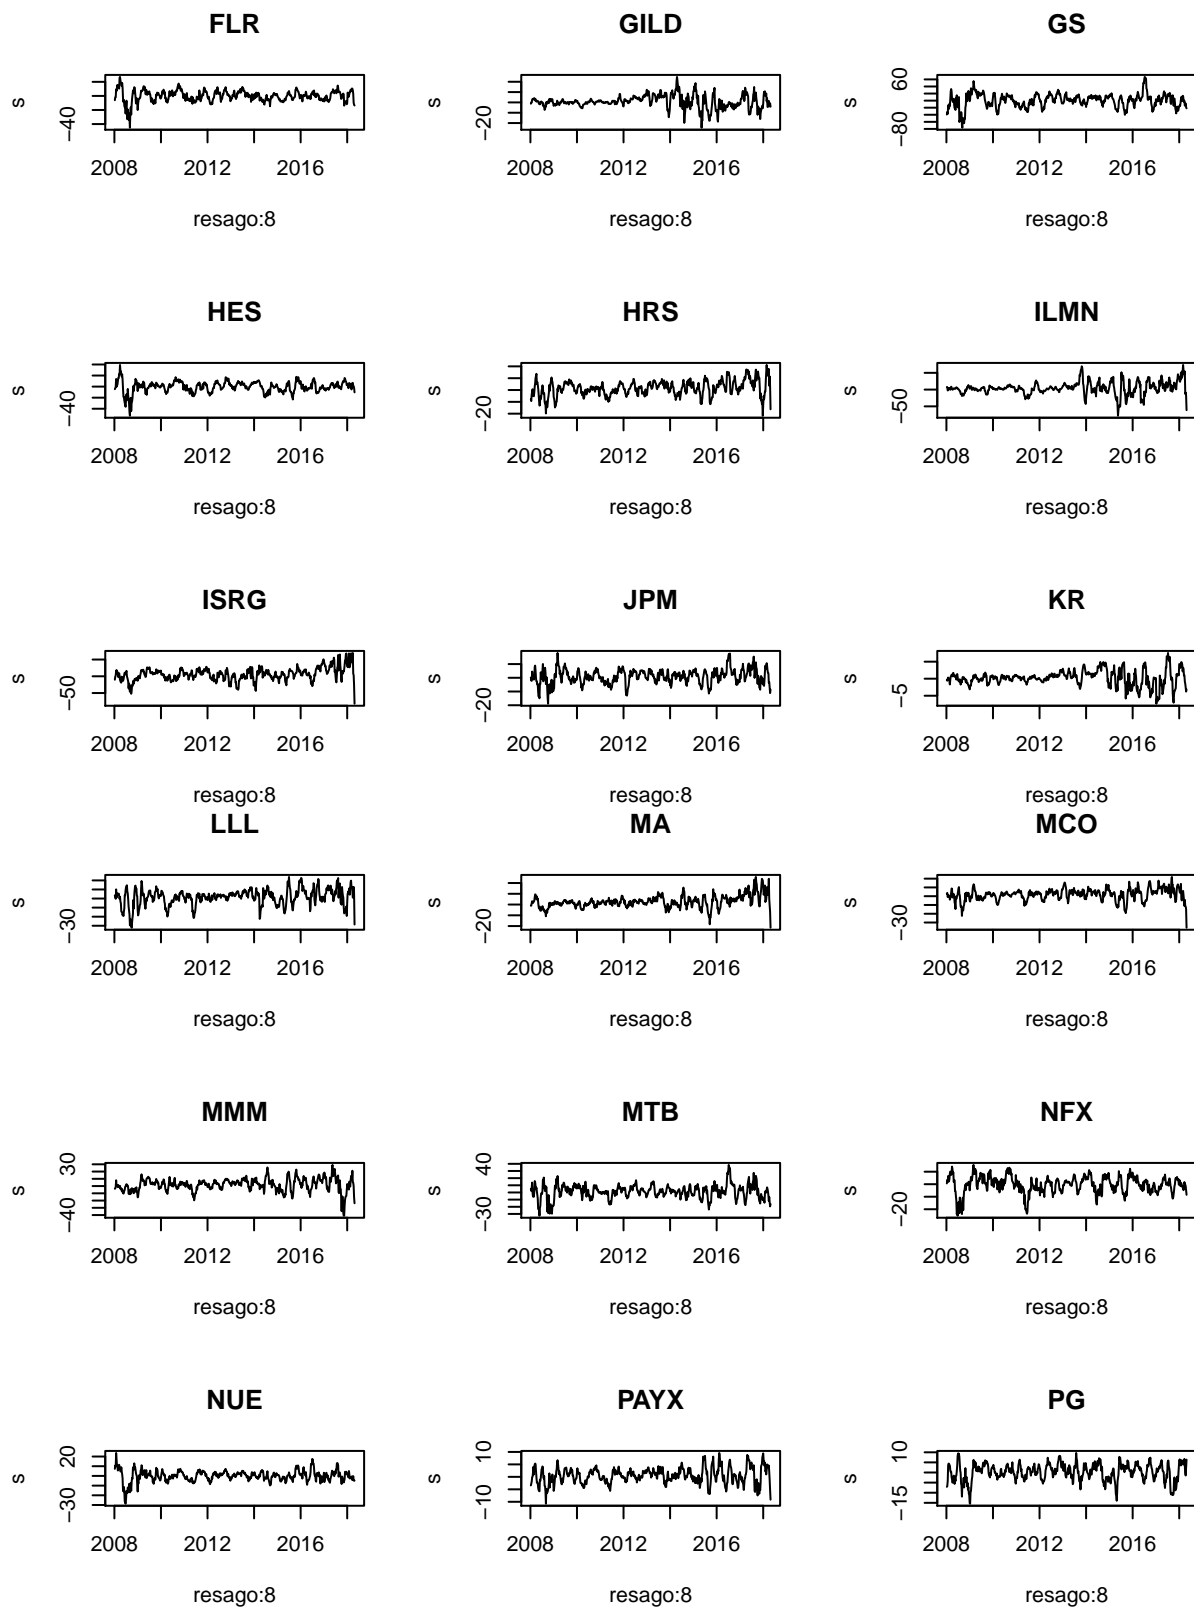 FLR
s
−40
2008 2012 2016
resago:8
GILD
s
−20
2008 2012 2016
resago:8
GS
s
−80 60
2008 2012 2016
resago:8
HES
s
−40
2008 2012 2016
resago:8
HRS
s
−20
2008 2012 2016
resago:8
ILMN
s
−50
2008 2012 2016
resago:8
ISRG
s
−50
2008 2012 2016
resago:8
JPM
s
−20
2008 2012 2016
resago:8
KR
s
−5
2008 2012 2016
resago:8
LLL
s
−30
2008 2012 2016
resago:8
MA
s
−20
2008 2012 2016
resago:8
MCO
s
−30
2008 2012 2016
resago:8
MMM
s
−40 30
2008 2012 2016
resago:8
MTB
s
−30 40
2008 2012 2016
resago:8
NFX
s
−20
2008 2012 2016
resago:8
NUE
s
−30 20
2008 2012 2016
resago:8
PAYX
s
−10 10
2008 2012 2016
resago:8
PG
s
−15 10
2008 2012 2016
resago:8